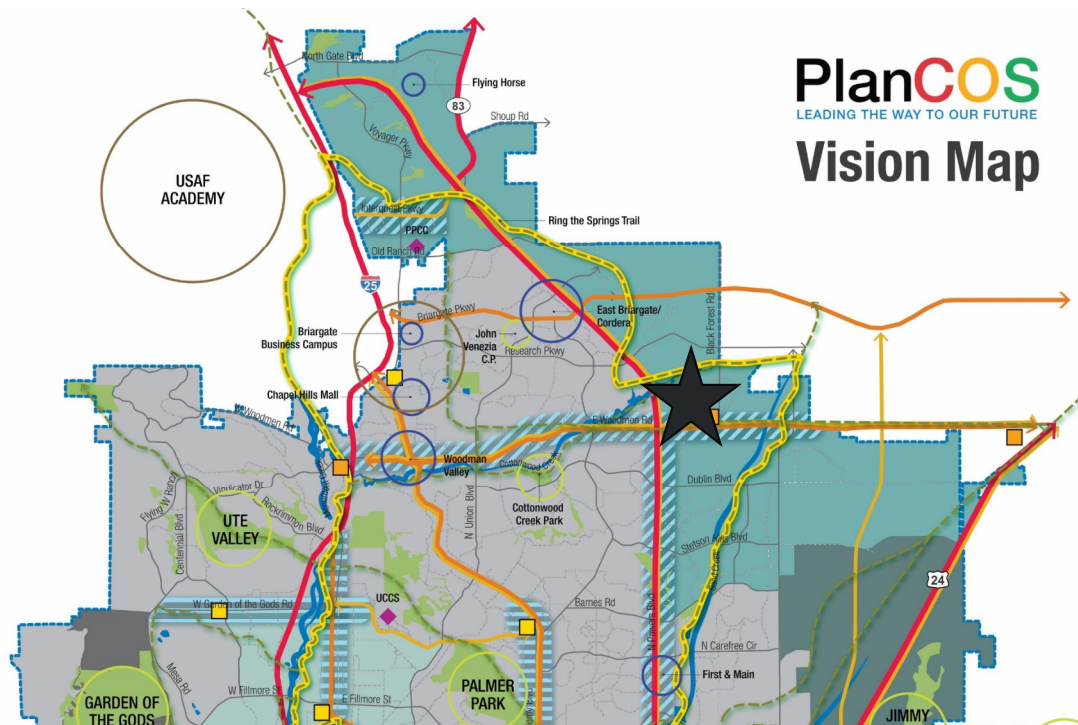 PlanCOS
LEADING THE WAY TO OUR FUTURE
Vision Map
North Gate Blvd
Flying Horse
83
Shoup Rd
Voyager Pkwy
USAF
ACADEMY
Interquest Pkwy
Ring the Springs Trail
PPCC
Old Ranch Rd
25
Briargate Pkwy
East Briargate/
Cordera
Black Forest Rd
Briargate
Business Campus
John
Venezia
C.P.
Research Pkwy
Chapel Hills Mall
W Woodmen Rd
E Woodmen Rd
Woodman
Valley
Cottonwood Creek
Dublin Blvd
Flying W Ranch
Vindicator Dr
Rockrimmon Blvd
Centennial Blvd
UTE
VALLEY
N Union Blvd
Cottonwood
Creek Park
Stetson Hills Blvd
24
UCCS
W Garden of the Gods Rd
Barnes Rd
N Powers Blvd
N Carefree Cir
First & Main
Mesa Rd
W Fillmore St
E Fillmore St
PALMER
PARK
GARDEN OF
THE GODS
JIMMY